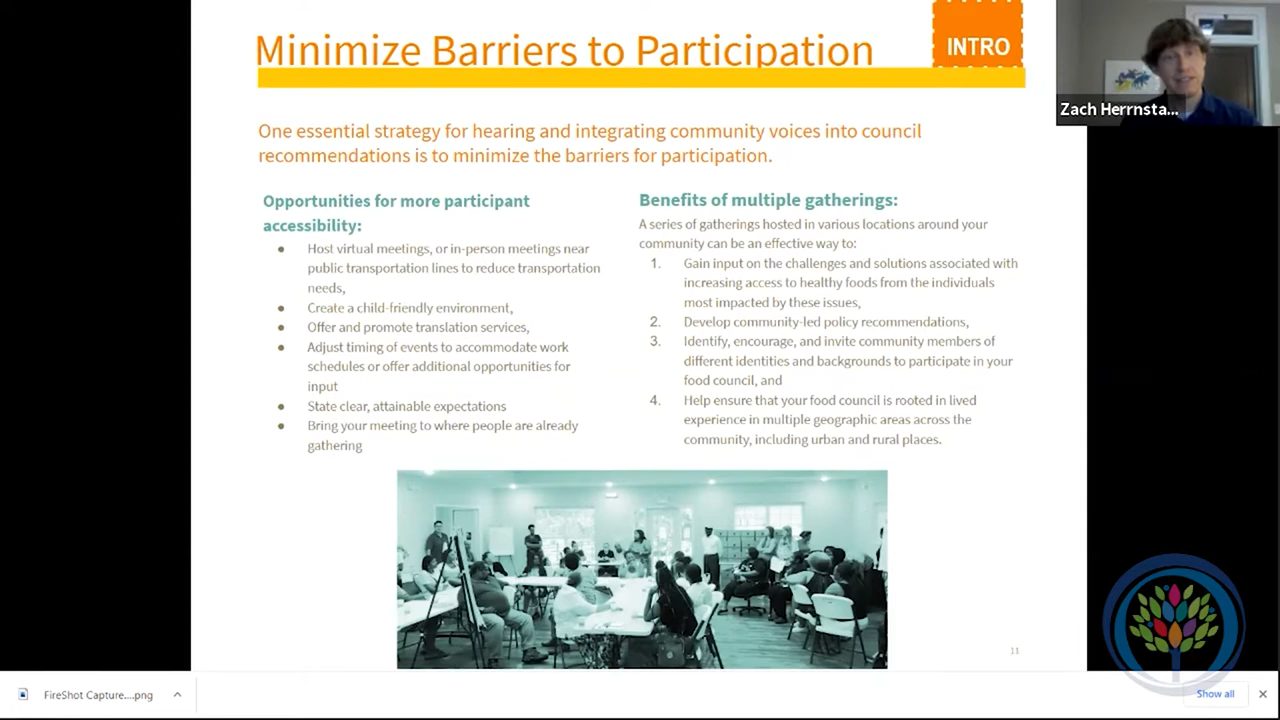 Minimize Barriers to Participation
INTRO
Zach Herrnsta...
One essential strategy for hearing and integrating community voices into council
recommendations is to minimize the barriers for participation.
Opportunities for more participant
accessibility:
● Host virtual meetings, or in-person meetings near
public transportation lines to reduce transportation
needs,
● Create a child-friendly environment,
● Offer and promote translation services,
● Adjust timing of events to accommodate work
schedules or offer additional opportunities for
input
● State clear, attainable expectations
● Bring your meeting to where people are already
gathering
Benefits of multiple gatherings:
A series of gatherings hosted in various locations around your
community can be an effective way to:
1. Gain input on the challenges and solutions associated with
increasing access to healthy foods from the individuals
most impacted by these issues,
2. Develop community-led policy recommendations,
3. Identify, encourage, and invite community members of
different identities and backgrounds to participate in your
food council, and
4. Help ensure that your food council is rooted in lived
experience in multiple geographic areas across the
community, including urban and rural places.
11
FireShot Capture....png
Show all